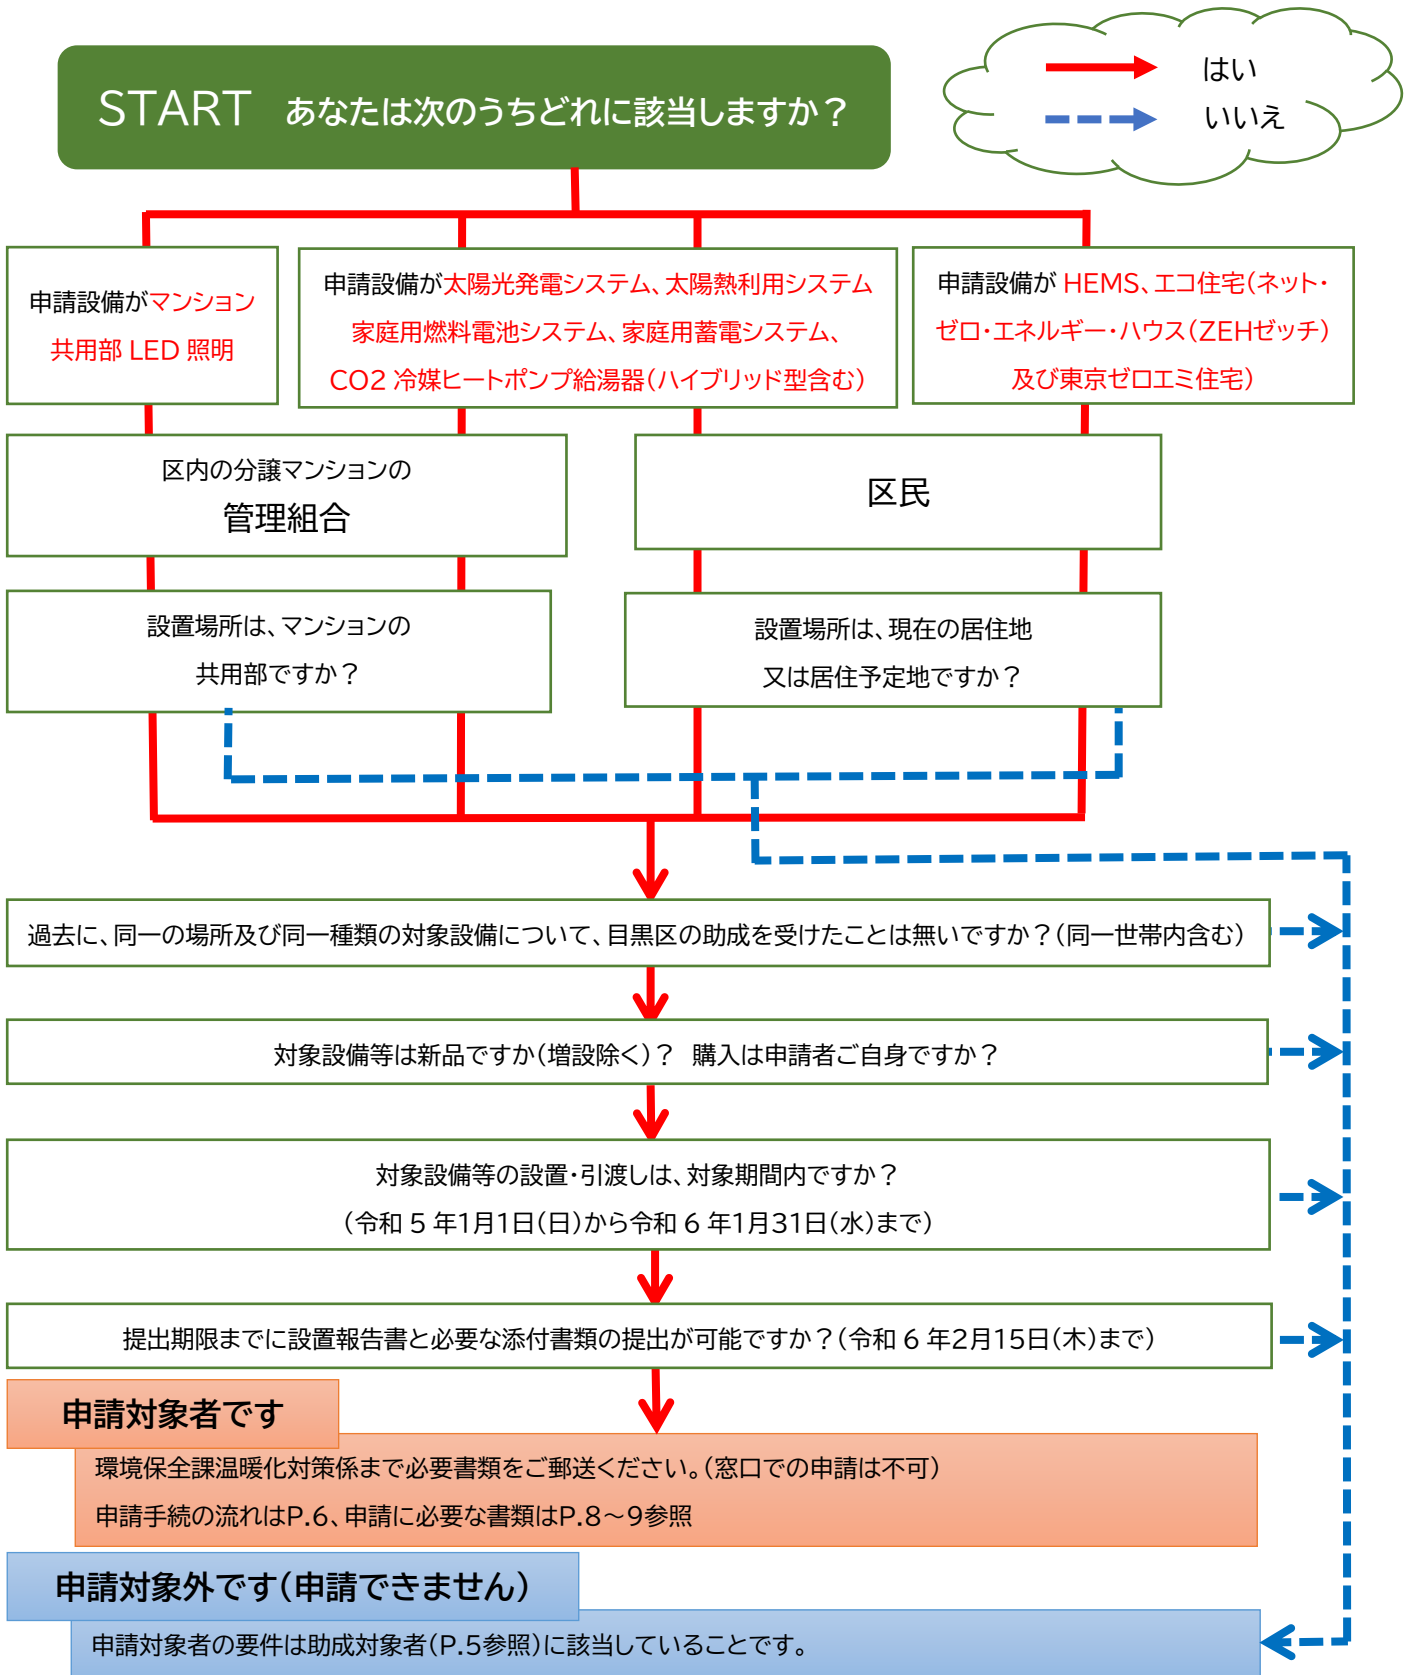 START あなたは次のうちどれに該当しますか？
はい
いいえ
申請設備がマンション
共用部 LED 照明
申請設備が太陽光発電システム、太陽熱利用システム
家庭用燃料電池システム、家庭用蓄電システム、
CO2 冷媒ヒートポンプ給湯器（ハイブリッド型含む）
申請設備が HEMS、エコ住宅（ネット・
ゼロ・エネルギー・ハウス（ZEHゼッチ）
及び東京ゼロエミ住宅）
区内の分譲マンションの
管理組合
区民
設置場所は、マンションの
共用部ですか？
設置場所は、現在の居住地
又は居住予定地ですか？
過去に、同一の場所及び同一種類の対象設備について、目黒区の助成を受けたことは無いですか？（同一世帯内含む）
対象設備等は新品ですか（増設除く）？ 購入は申請者ご自身ですか？
対象設備等の設置・引渡しは、対象期間内ですか？
（令和 5 年1月1日（日）から令和 6 年1月31日（水）まで）
提出期限までに設置報告書と必要な添付書類の提出が可能ですか？（令和 6 年2月15日（木）まで）
申請対象者です
環境保全課温暖化対策係まで必要書類をご郵送ください。（窓口での申請は不可）
申請手続の流れはP.6、申請に必要な書類はP.8～9参照
申請対象外です（申請できません）
申請対象者の要件は助成対象者（P.5参照）に該当していることです。